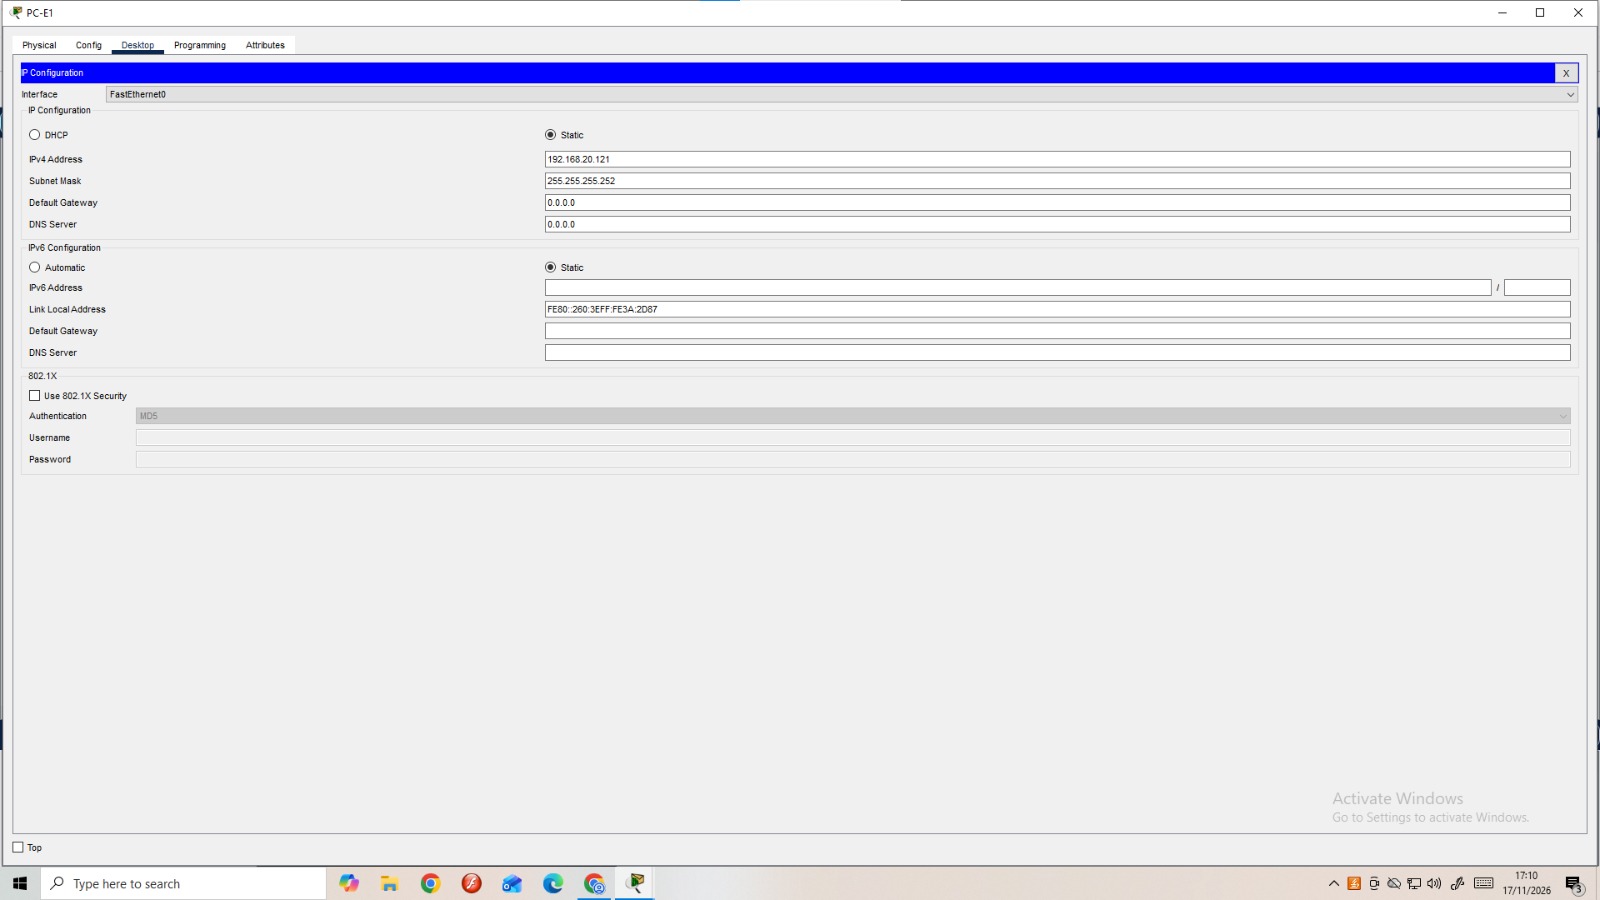 PC-E1
Physical Config Desktop Programming Attributes
IP Configuration X
Interface FastEthernet0
IP Configuration
DHCP Static
IPv4 Address 192.168.20.121
Subnet Mask 255.255.255.252
Default Gateway 0.0.0.0
DNS Server 0.0.0.0
IPv6 Configuration
Automatic Static
IPv6 Address /
Link Local Address FE80::260:3EFF:FE3A:2D87
Default Gateway
DNS Server
802.1X
Use 802.1X Security
Authentication MD5
Username
Password
Activate Windows
Go to Settings to activate Windows.
Top
Type here to search
17:10
17/11/2026
3